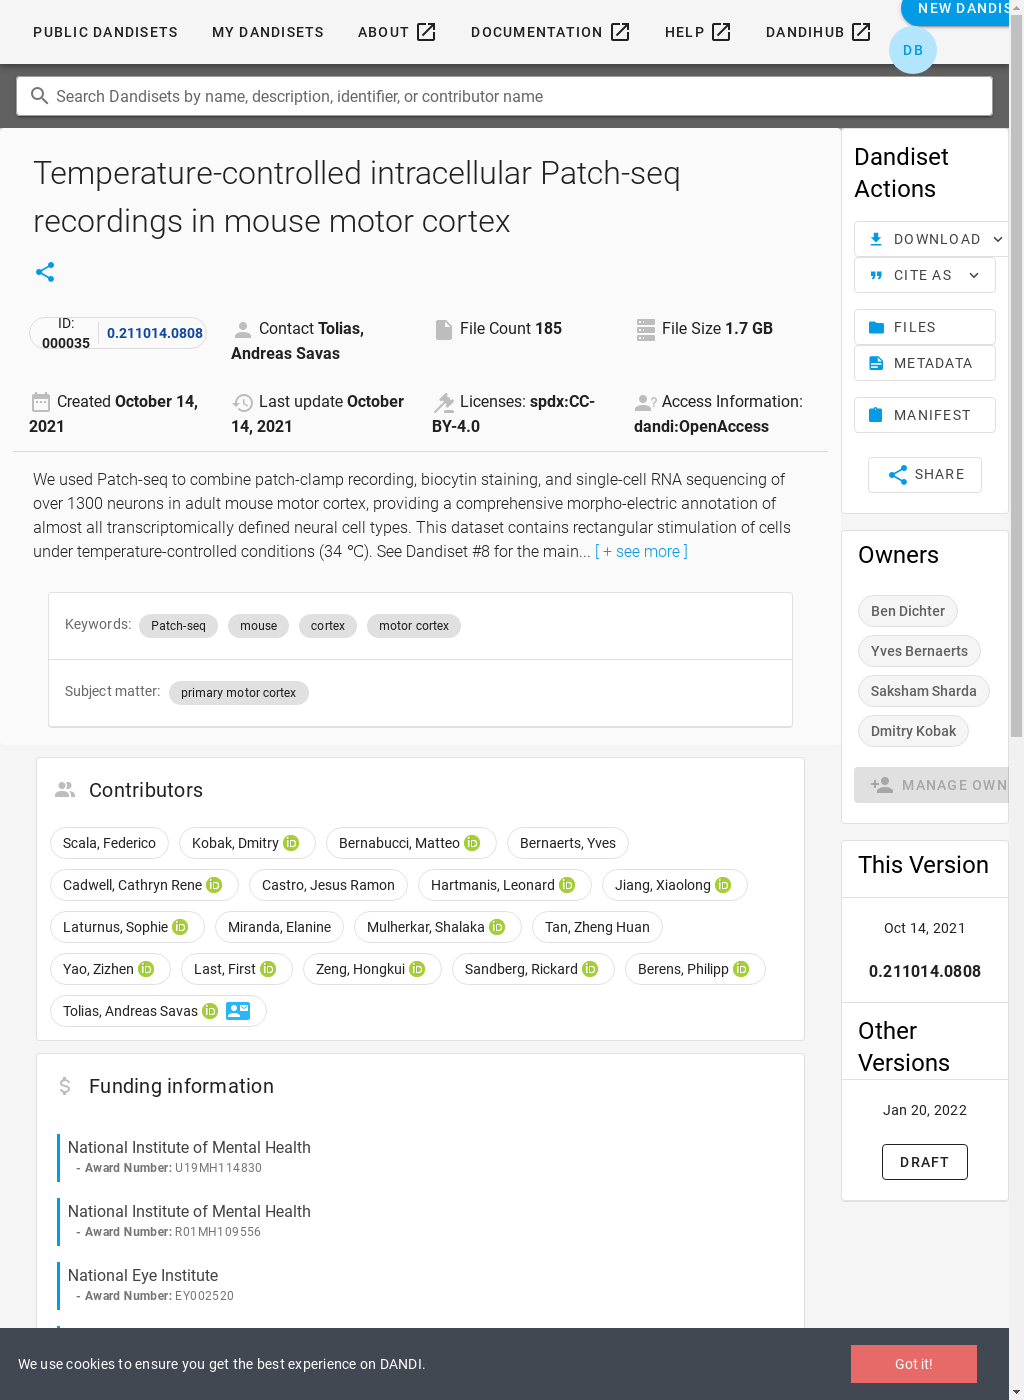 PUBLIC DANDISETS
MY DANDISETS
ABOUT
DOCUMENTATION
HELP
DANDIHUB
NEW DANDIS
DB
Search Dandisets by name, description, identifier, or contributor name
Temperature-controlled intracellular Patch-seq
recordings in mouse motor cortex
ID:
000035
0.211014.0808
Contact Tolias,
Andreas Savas
File Count 185
File Size 1.7 GB
Created October 14,
2021
Last update October
14, 2021
Licenses: spdx:CC-
BY-4.0
Access Information:
dandi:OpenAccess
We used Patch-seq to combine patch-clamp recording, biocytin staining, and single-cell RNA sequencing of
over 1300 neurons in adult mouse motor cortex, providing a comprehensive morpho-electric annotation of
almost all transcriptomically defined neural cell types. This dataset contains rectangular stimulation of cells
under temperature-controlled conditions (34 ℃). See Dandiset #8 for the main... [ + see more ]
Keywords: Patch-seq mouse cortex motor cortex
Subject matter: primary motor cortex
Contributors
Scala, Federico
Kobak, Dmitry iD
Bernabucci, Matteo iD
Bernaerts, Yves
Cadwell, Cathryn Rene iD
Castro, Jesus Ramon
Hartmanis, Leonard iD
Jiang, Xiaolong iD
Laturnus, Sophie iD
Miranda, Elanine
Mulherkar, Shalaka iD
Tan, Zheng Huan
Yao, Zizhen iD
Last, First iD
Zeng, Hongkui iD
Sandberg, Rickard iD
Berens, Philipp iD
Tolias, Andreas Savas iD
Funding information
National Institute of Mental Health
- Award Number: U19MH114830
National Institute of Mental Health
- Award Number: R01MH109556
National Eye Institute
- Award Number: EY002520
Dandiset
Actions
DOWNLOAD
CITE AS
FILES
METADATA
MANIFEST
SHARE
Owners
Ben Dichter
Yves Bernaerts
Saksham Sharda
Dmitry Kobak
MANAGE OWN
This Version
Oct 14, 2021
0.211014.0808
Other
Versions
Jan 20, 2022
DRAFT
We use cookies to ensure you get the best experience on DANDI.
Got it!